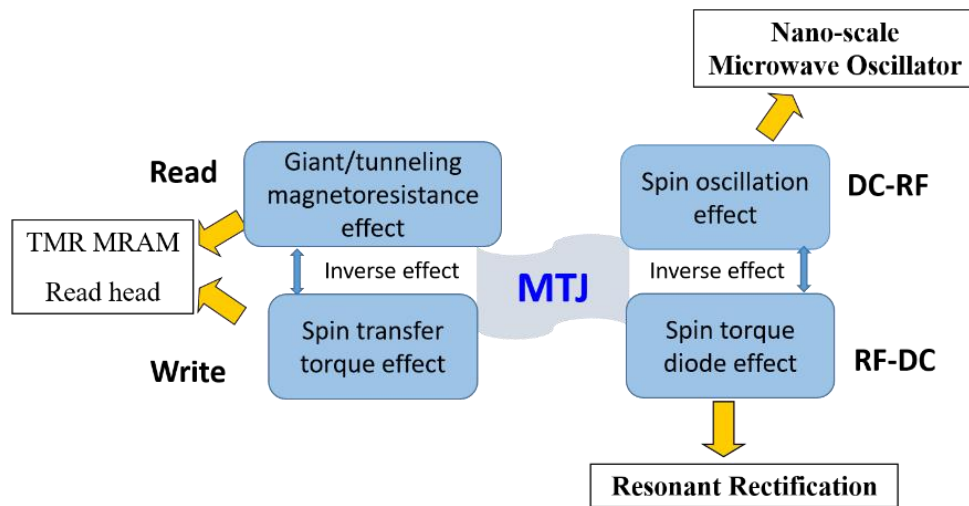 Nano-scale
Microwave Oscillator
Read
Giant/tunneling
magnetoresistance
effect
Spin oscillation
effect
DC-RF
TMR MRAM
Read head
Inverse effect
MTJ
Inverse effect
Write
Spin transfer
torque effect
Spin torque
diode effect
RF-DC
Resonant Rectification